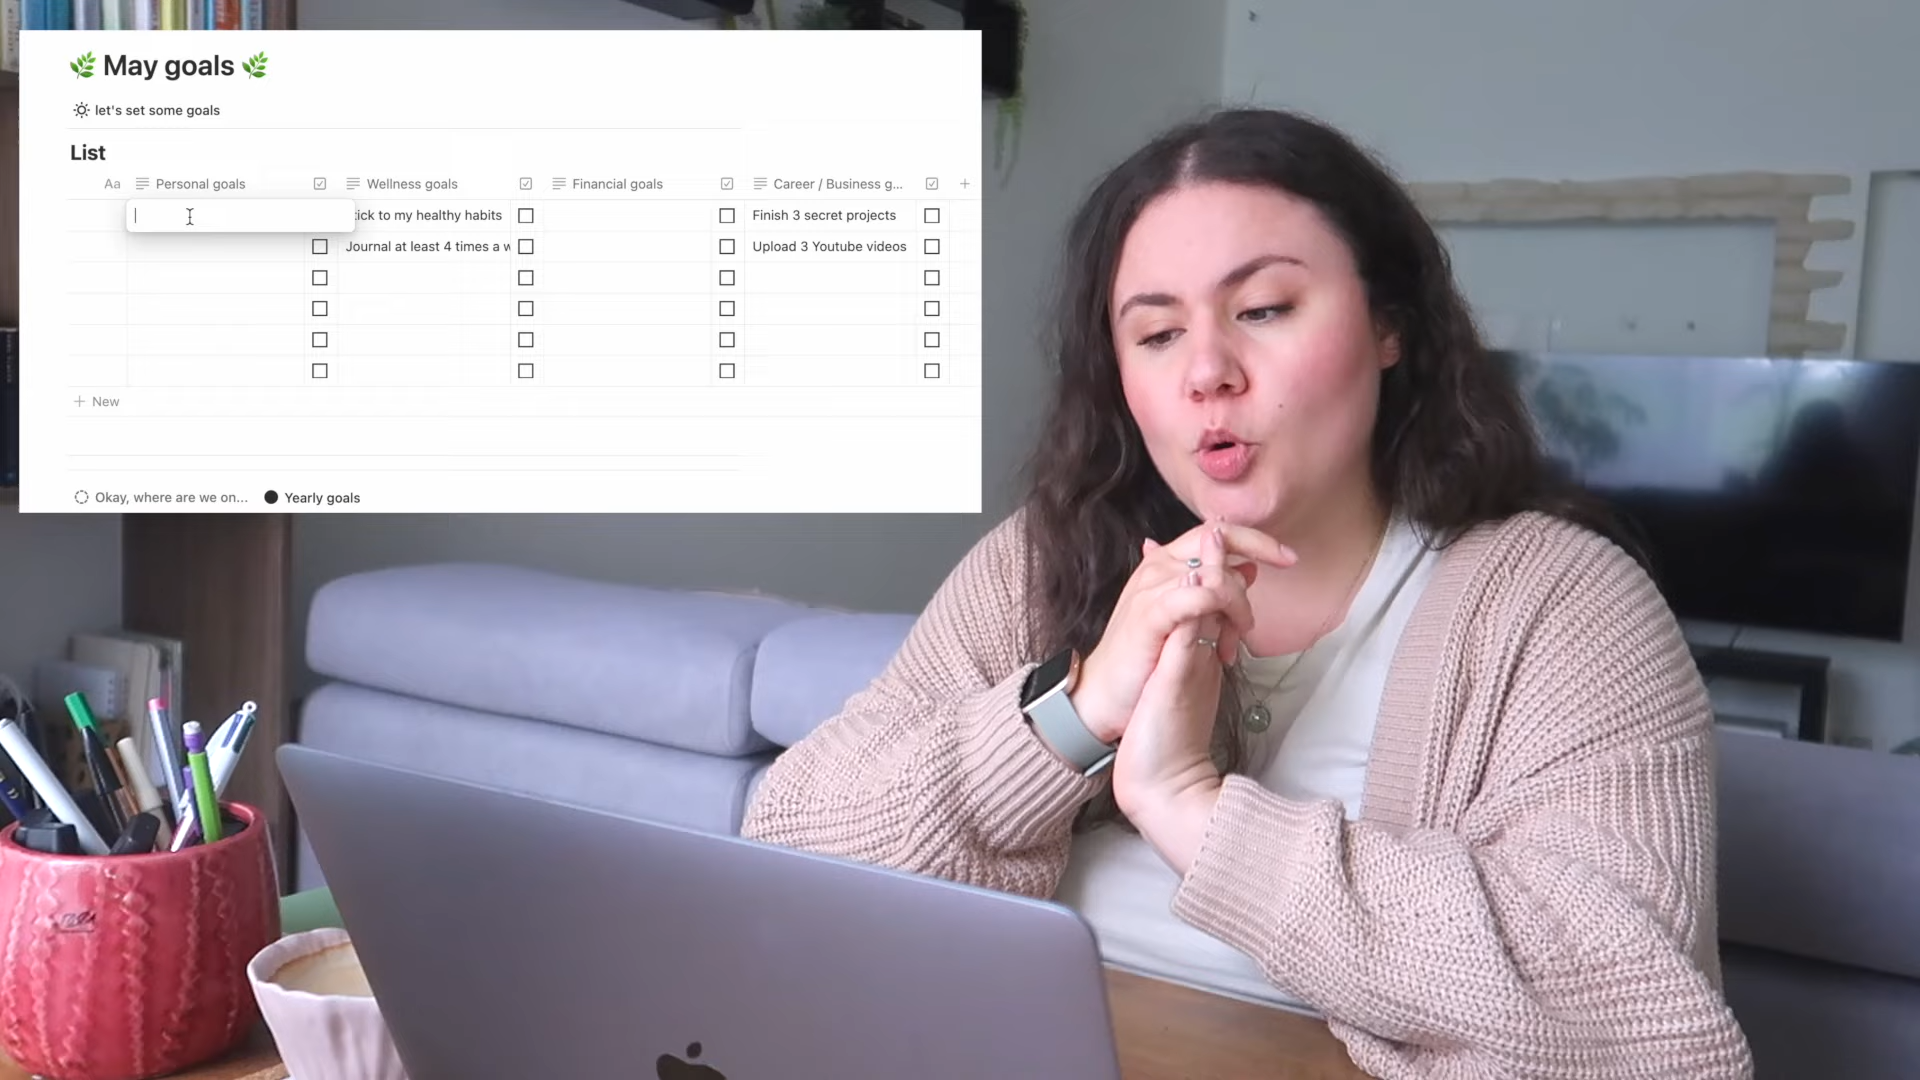 🌿 May goals 🌿
let's set some goals
List
Aa Personal goals Wellness goals Financial goals Career / Business g...
tick to my healthy habits Finish 3 secret projects
Journal at least 4 times a w Upload 3 Youtube videos
+ New
Okay, where are we on... Yearly goals